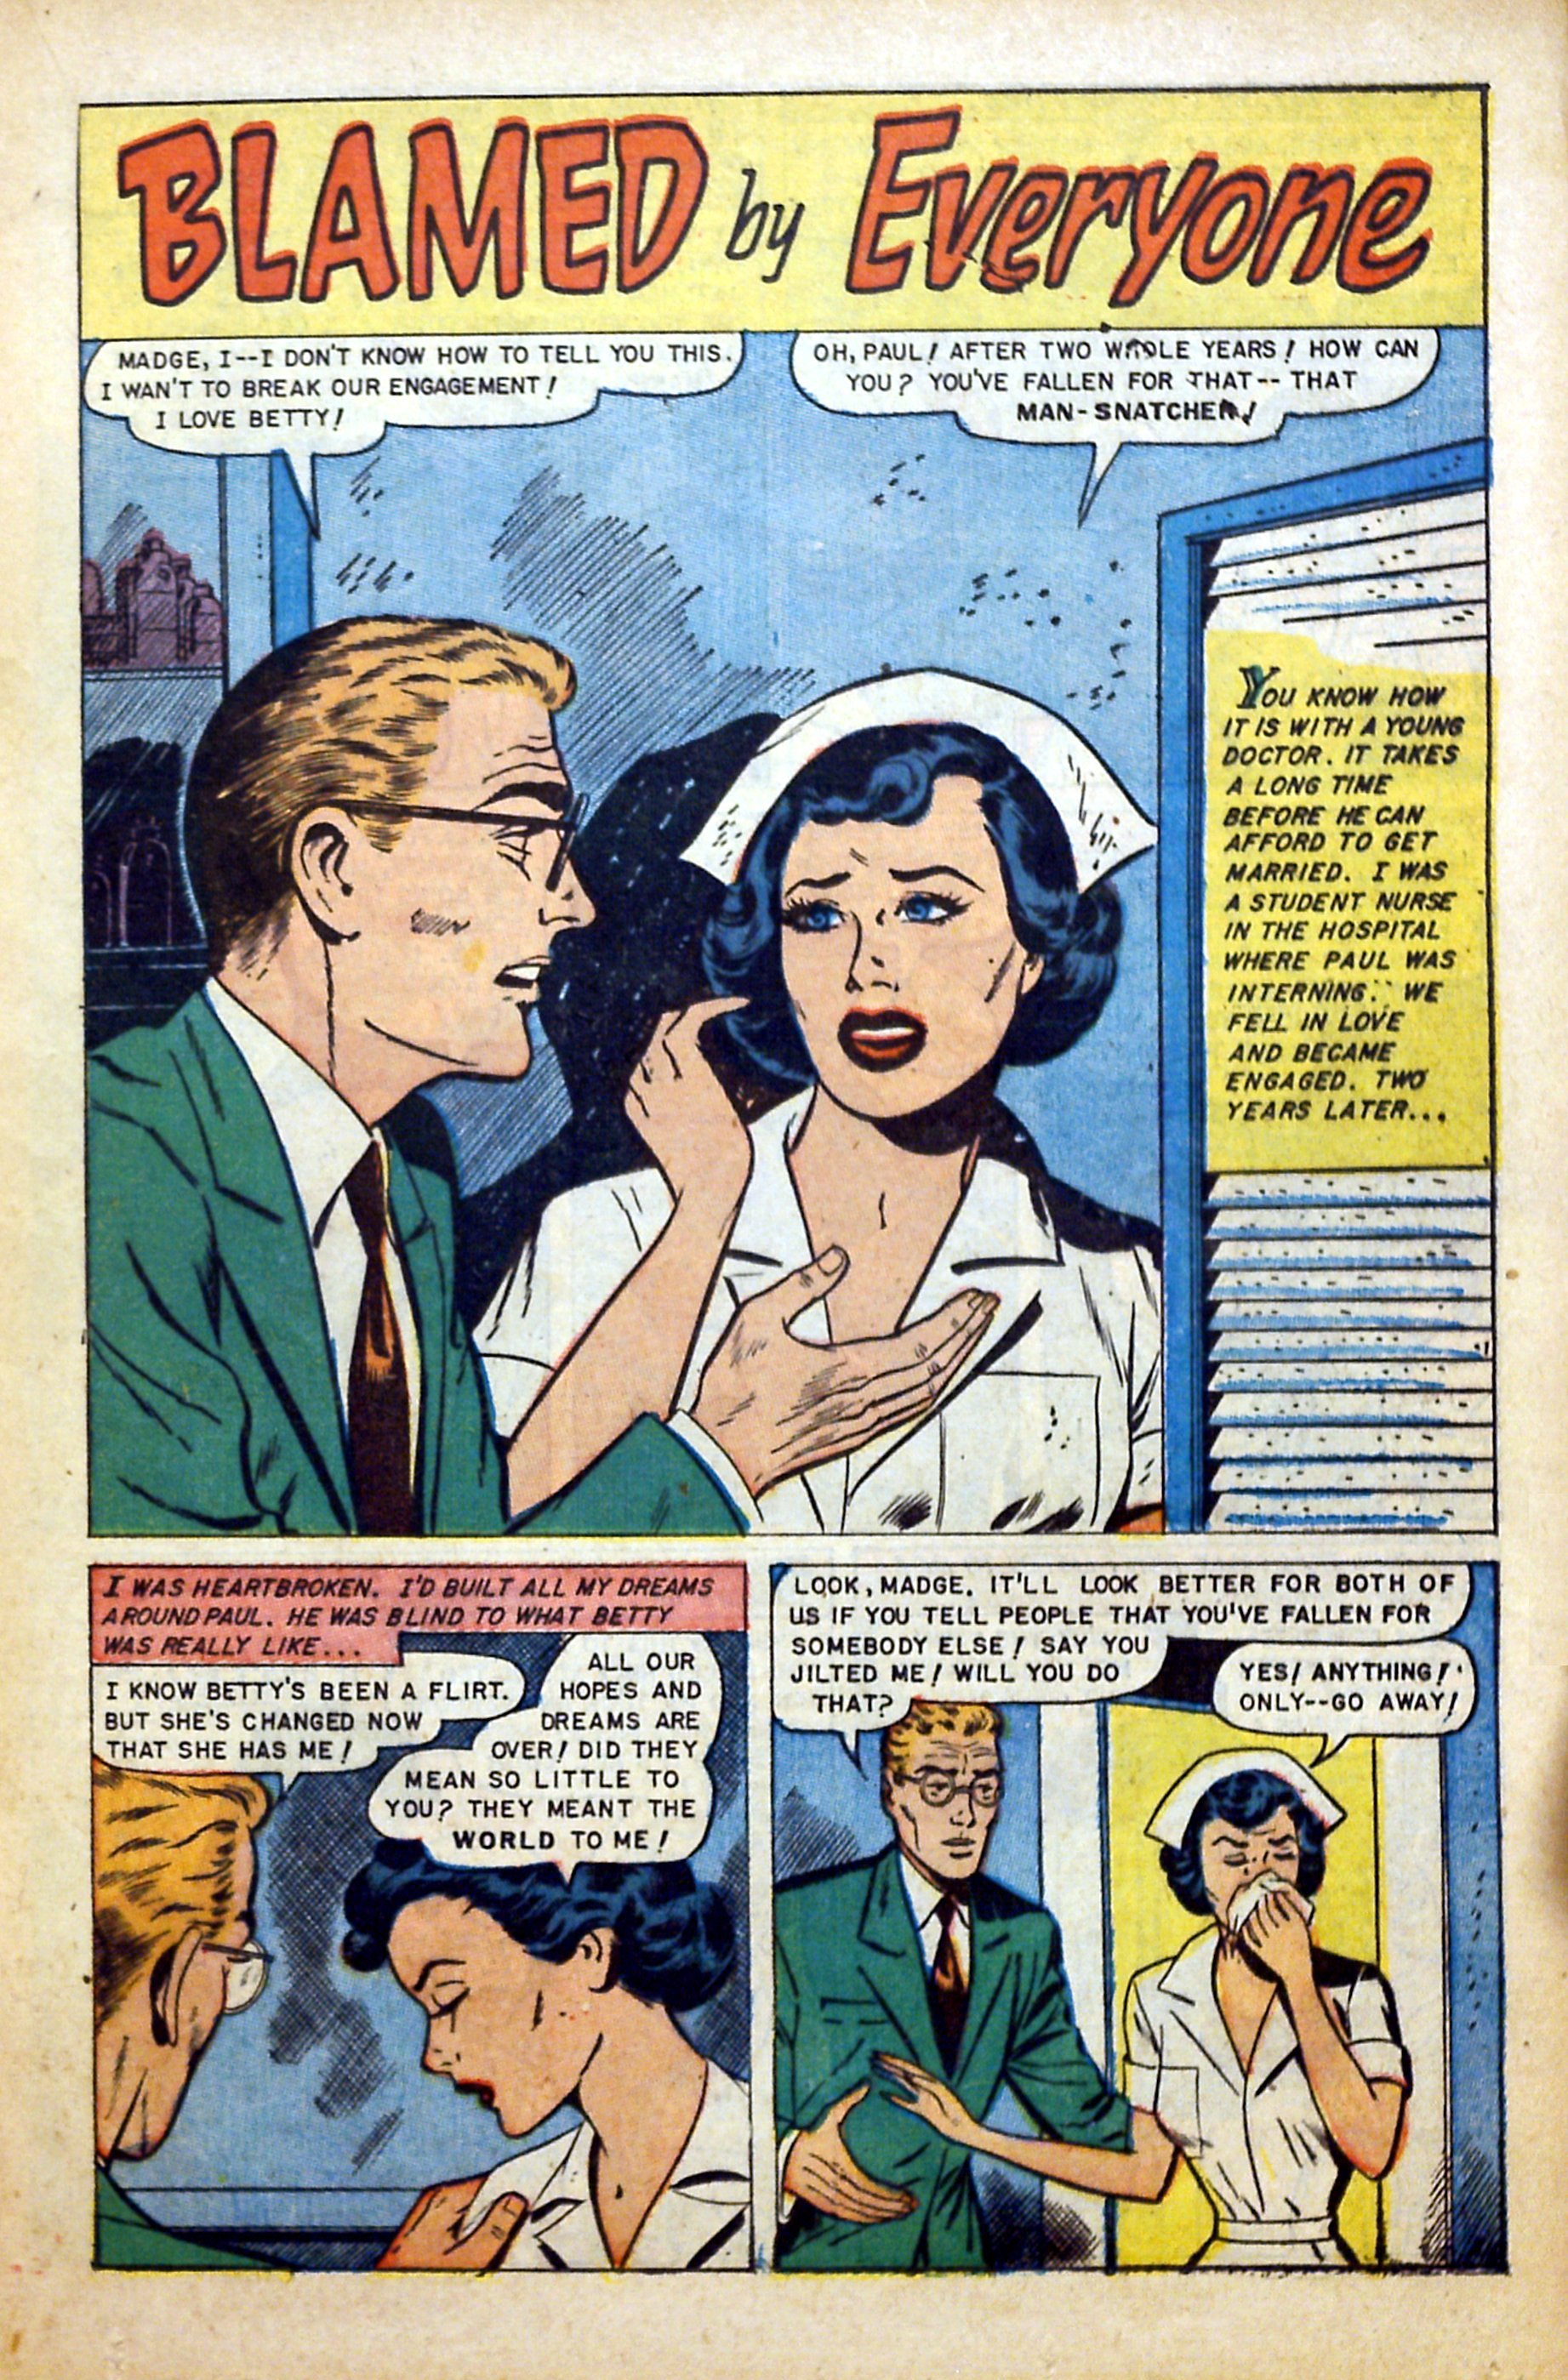 BLAMED by Everyone
MADGE, I--I DON'T KNOW HOW TO TELL YOU THIS.
I WAN'T TO BREAK OUR ENGAGEMENT!
I LOVE BETTY!
OH, PAUL! AFTER TWO WHOLE YEARS! HOW CAN
YOU? YOU'VE FALLEN FOR THAT-- THAT
MAN-SNATCHER!
YOU KNOW HOW
IT IS WITH A YOUNG
DOCTOR. IT TAKES
A LONG TIME
BEFORE HE CAN
AFFORD TO GET
MARRIED. I WAS
A STUDENT NURSE
IN THE HOSPITAL
WHERE PAUL WAS
INTERNING. WE
FELL IN LOVE
AND BECAME
ENGAGED. TWO
YEARS LATER...
I WAS HEARTBROKEN. I'D BUILT ALL MY DREAMS
AROUND PAUL. HE WAS BLIND TO WHAT BETTY
WAS REALLY LIKE...
I KNOW BETTY'S BEEN A FLIRT.
BUT SHE'S CHANGED NOW
THAT SHE HAS ME!
ALL OUR
HOPES AND
DREAMS ARE
OVER! DID THEY
MEAN SO LITTLE TO
YOU? THEY MEANT THE
WORLD TO ME!
LOOK, MADGE. IT'LL LOOK BETTER FOR BOTH OF
US IF YOU TELL PEOPLE THAT YOU'VE FALLEN FOR
SOMEBODY ELSE! SAY YOU
JILTED ME! WILL YOU DO
THAT?
YES! ANYTHING!
ONLY--GO AWAY!